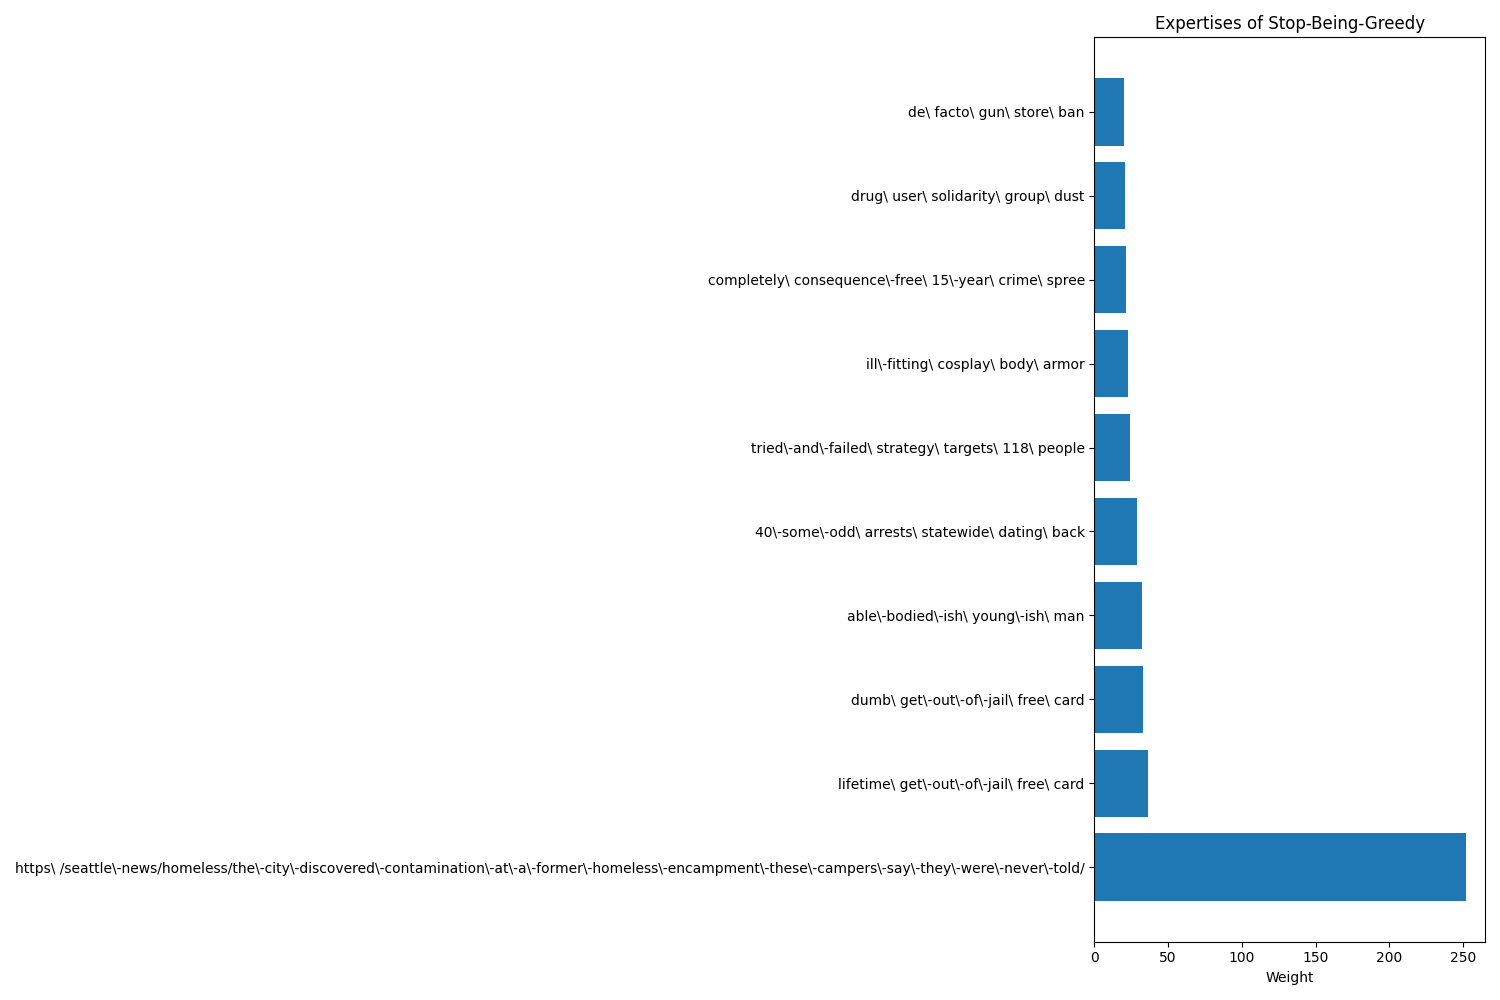 Expertises of Stop-Being-Greedy
de\ facto\ gun\ store\ ban
drug\ user\ solidarity\ group\ dust
completely\ consequence\-free\ 15\-year\ crime\ spree
ill\-fitting\ cosplay\ body\ armor
tried\-and\-failed\ strategy\ targets\ 118\ people
40\-some\-odd\ arrests\ statewide\ dating\ back
able\-bodied\-ish\ young\-ish\ man
dumb\ get\-out\-of\-jail\ free\ card
lifetime\ get\-out\-of\-jail\ free\ card
https\ /seattle\-news/homeless/the\-city\-discovered\-contamination\-at\-a\-former\-homeless\-encampment\-these\-campers\-say\-they\-were\-never\-told/
0 50 100 150 200 250
Weight